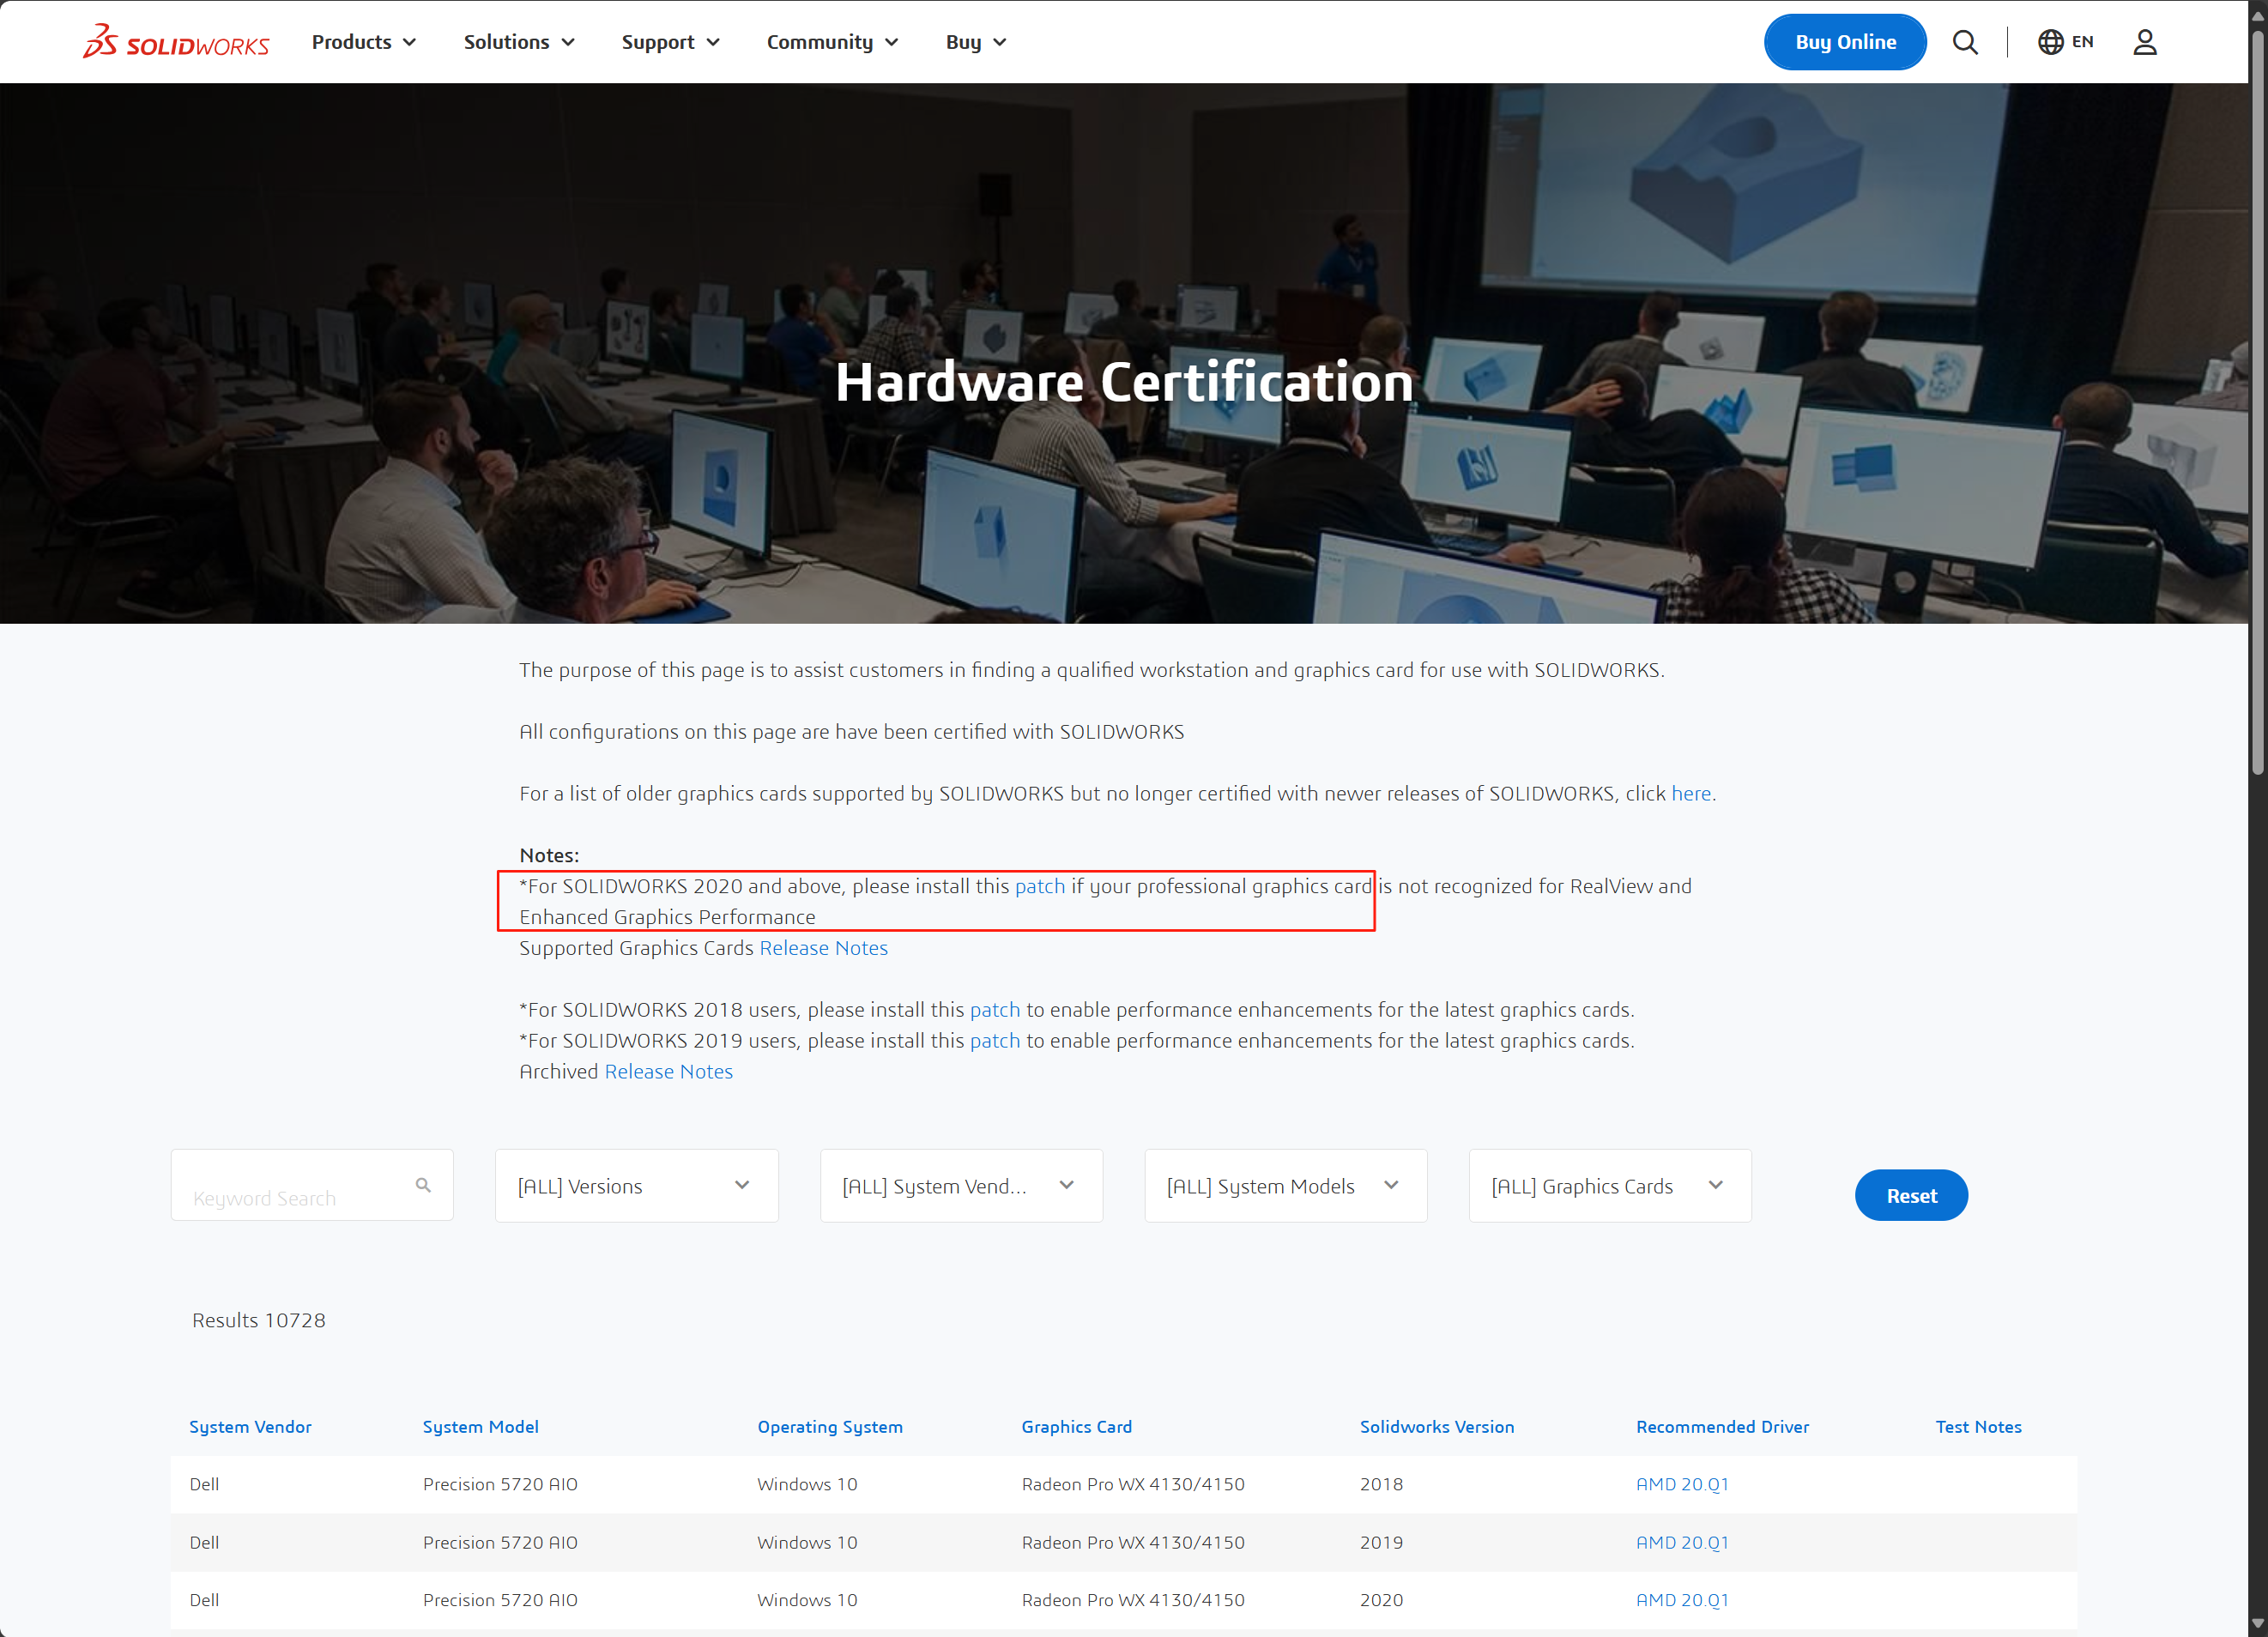 SOLIDWORKS Products Solutions Support Community Buy Buy Online EN
Hardware Certification
The purpose of this page is to assist customers in finding a qualified workstation and graphics card for use with SOLIDWORKS.
All configurations on this page are have been certified with SOLIDWORKS
For a list of older graphics cards supported by SOLIDWORKS but no longer certified with newer releases of SOLIDWORKS, click here.
Notes:
*For SOLIDWORKS 2020 and above, please install this patch if your professional graphics card is not recognized for RealView and
Enhanced Graphics Performance
Supported Graphics Cards Release Notes
*For SOLIDWORKS 2018 users, please install this patch to enable performance enhancements for the latest graphics cards.
*For SOLIDWORKS 2019 users, please install this patch to enable performance enhancements for the latest graphics cards.
Archived Release Notes
Keyword Search [ALL] Versions [ALL] System Vend... [ALL] System Models [ALL] Graphics Cards Reset
Results 10728
System Vendor System Model Operating System Graphics Card Solidworks Version Recommended Driver Test Notes
Dell Precision 5720 AIO Windows 10 Radeon Pro WX 4130/4150 2018 AMD 20.Q1
Dell Precision 5720 AIO Windows 10 Radeon Pro WX 4130/4150 2019 AMD 20.Q1
Dell Precision 5720 AIO Windows 10 Radeon Pro WX 4130/4150 2020 AMD 20.Q1